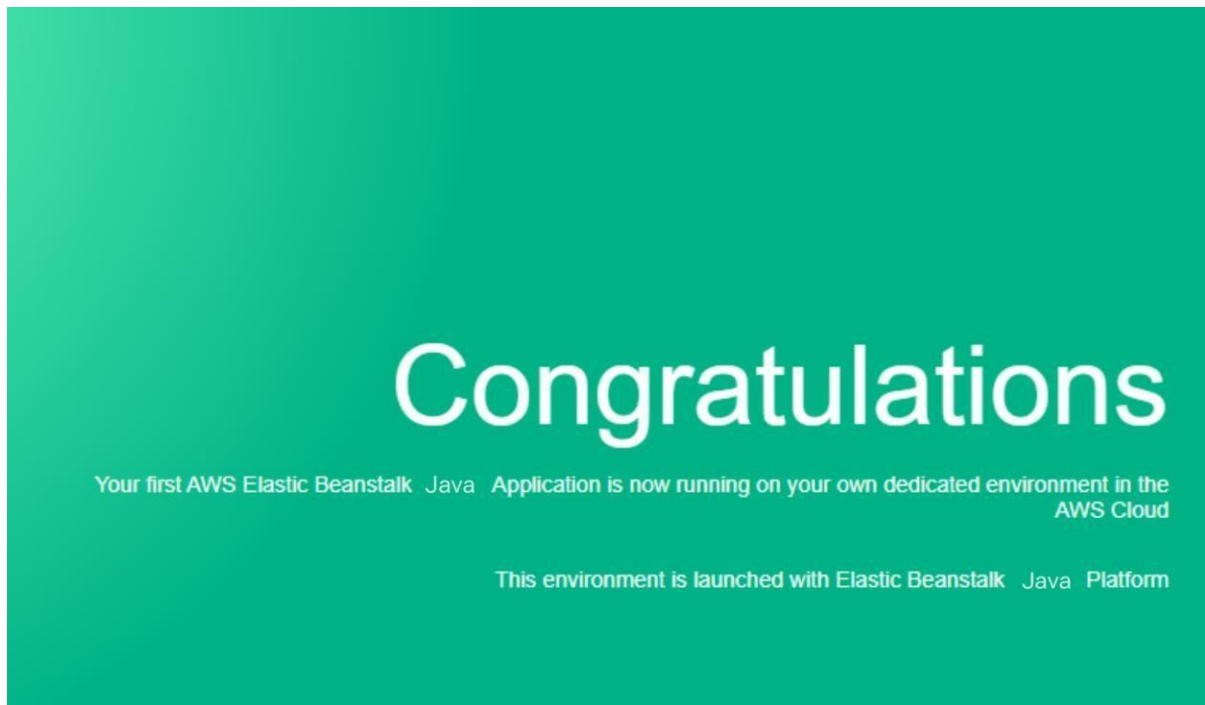 Congratulations
Your first AWS Elastic Beanstalk Java Application is now running on your own dedicated environment in the
AWS Cloud
This environment is launched with Elastic Beanstalk Java Platform